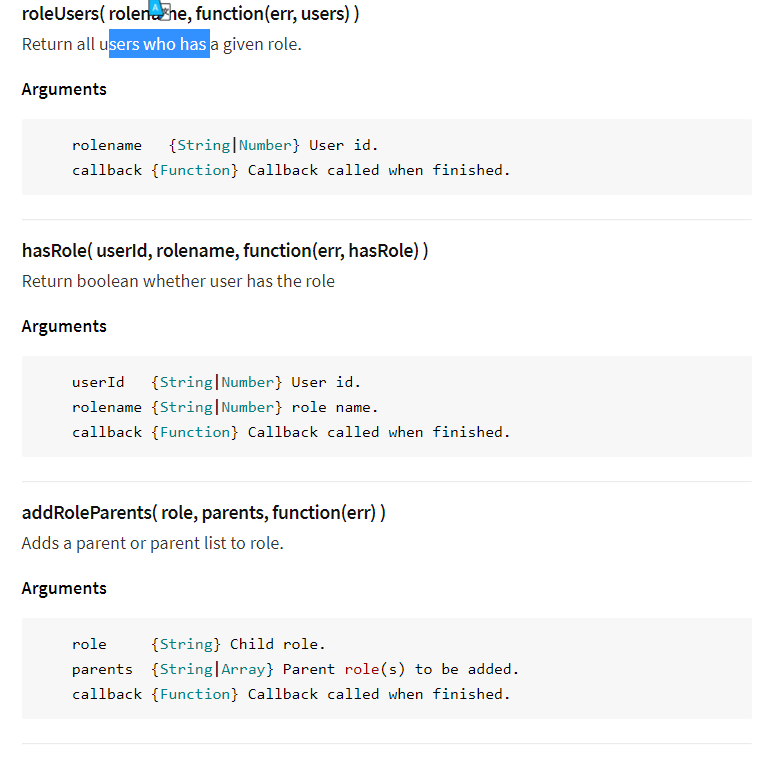 roleUsers( rolename, function(err, users) )
Return all users who has a given role.
Arguments
rolename   {String|Number} User id.
callback {Function} Callback called when finished.
hasRole( userId, rolename, function(err, hasRole) )
Return boolean whether user has the role
Arguments
userId   {String|Number} User id.
rolename {String|Number} role name.
callback {Function} Callback called when finished.
addRoleParents( role, parents, function(err) )
Adds a parent or parent list to role.
Arguments
role     {String} Child role.
parents  {String|Array} Parent role(s) to be added.
callback {Function} Callback called when finished.